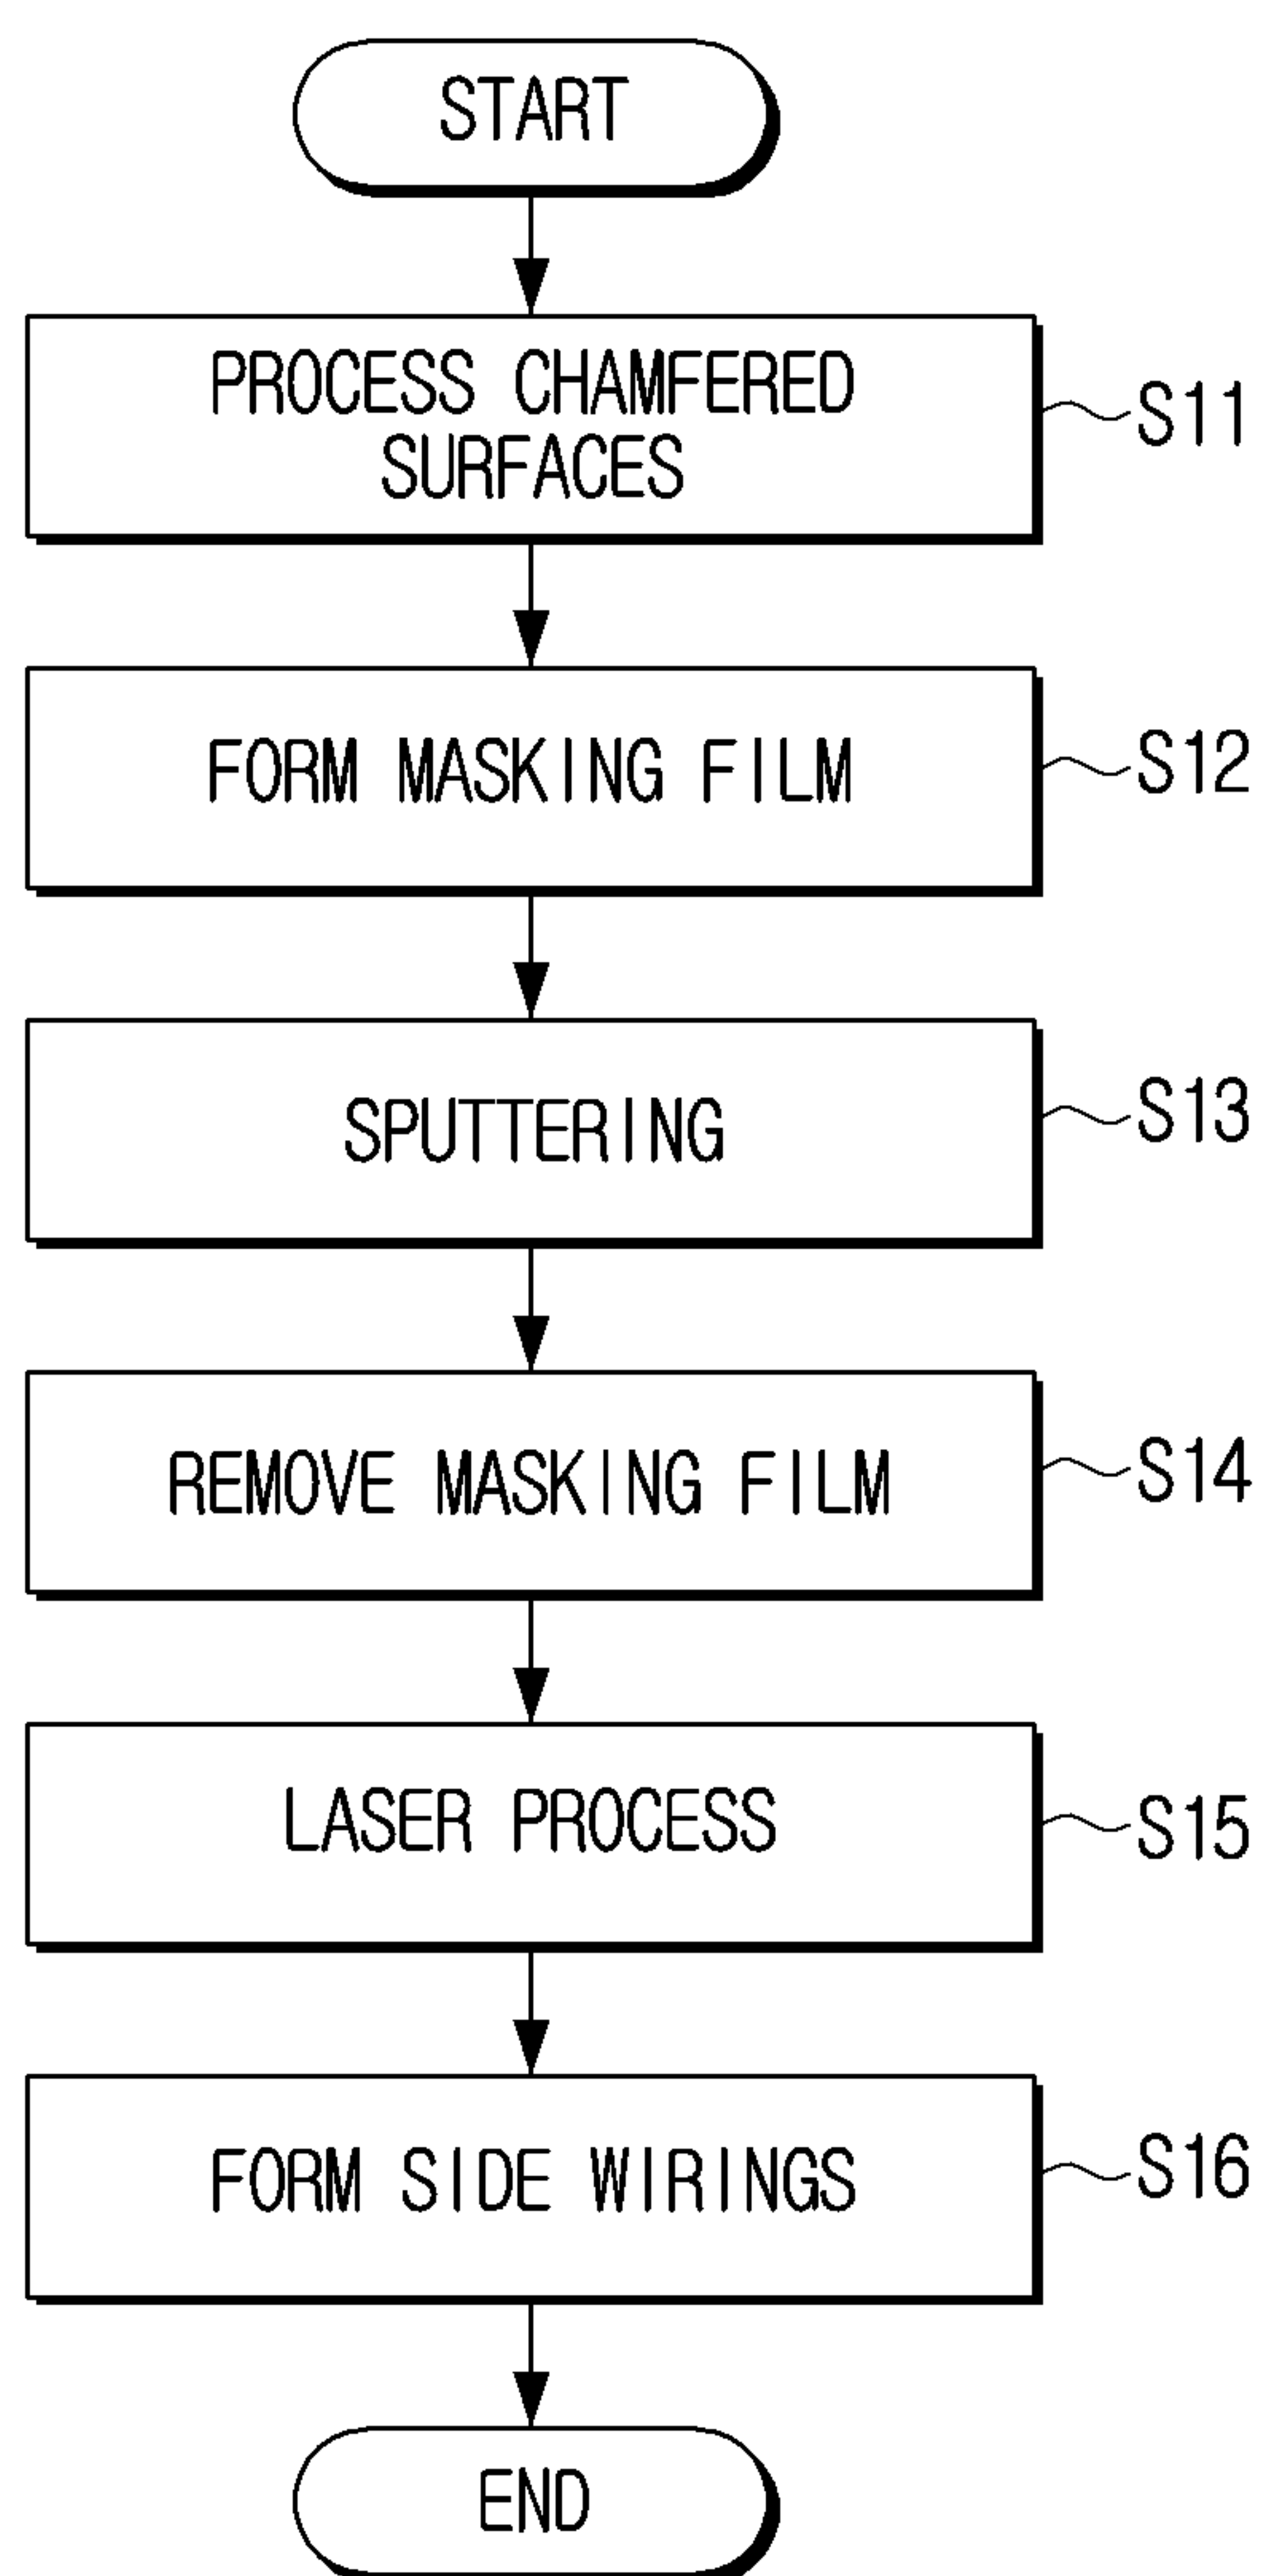 START
PROCESS CHAMFERED
SURFACES
S11
FORM MASKING FILM
S12
SPUTTERING
S13
REMOVE MASKING FILM
S14
LASER PROCESS
S15
FORM SIDE WIRINGS
S16
END